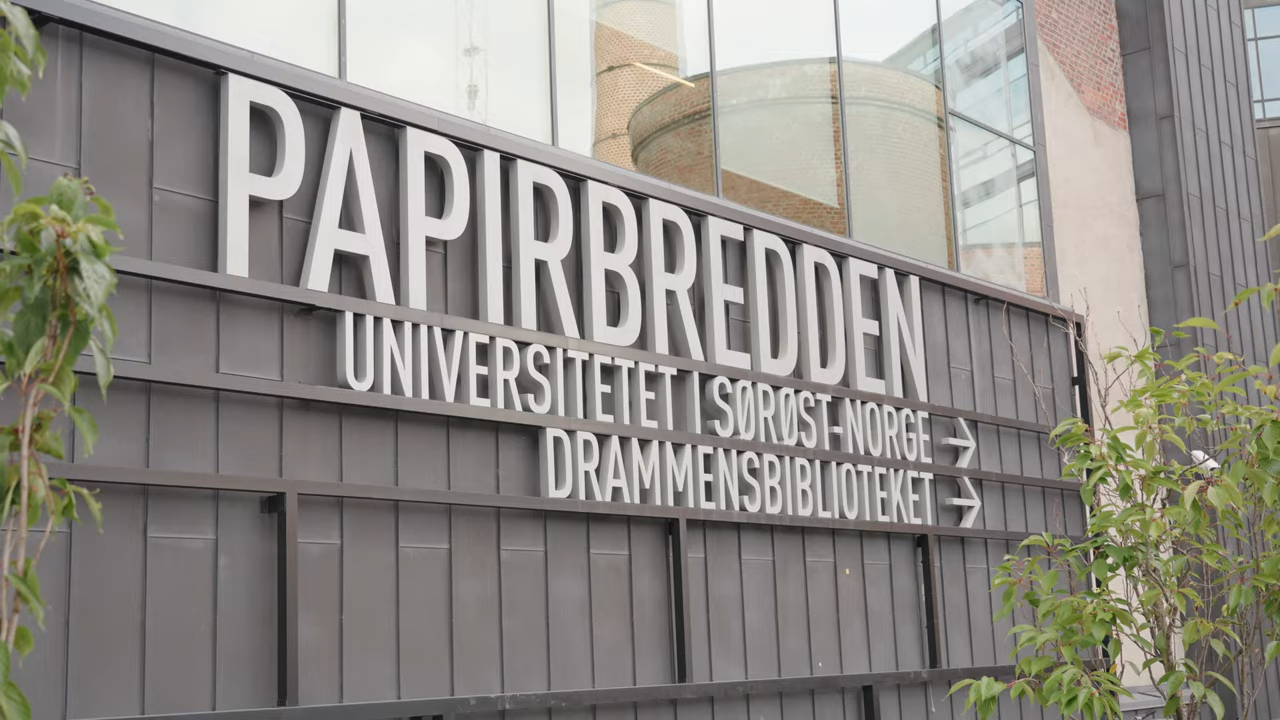 PAPIRBREDDEN
UNIVERSITETET I SØRØST-NORGE →
DRAMMENSBIBLIOTEKET →